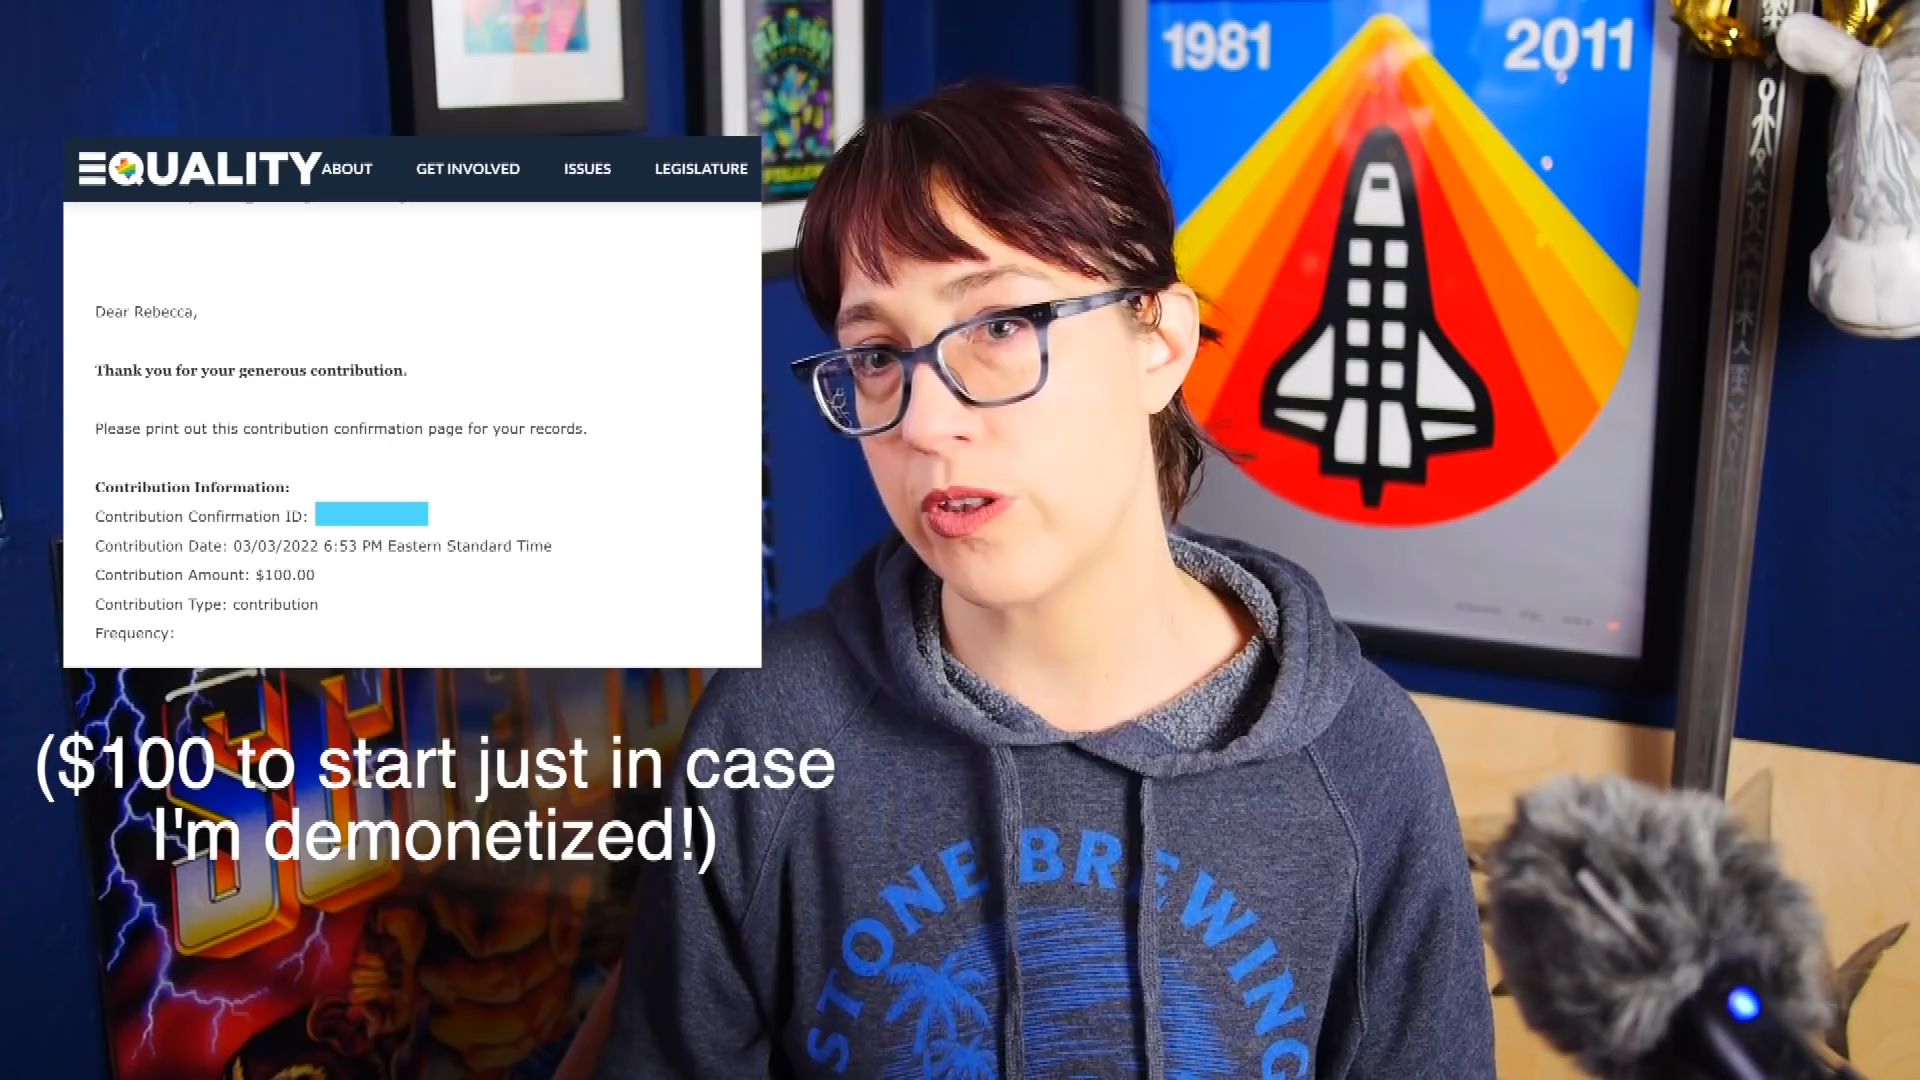 1981 2011
EQUALITY ABOUT GET INVOLVED ISSUES LEGISLATURE
Dear Rebecca,
Thank you for your generous contribution.
Please print out this contribution confirmation page for your records.
Contribution Information:
Contribution Confirmation ID:
Contribution Date: 03/03/2022 6:53 PM Eastern Standard Time
Contribution Amount: $100.00
Contribution Type: contribution
Frequency:
($100 to start just in case
I'm demonetized!)
STONE BREWING